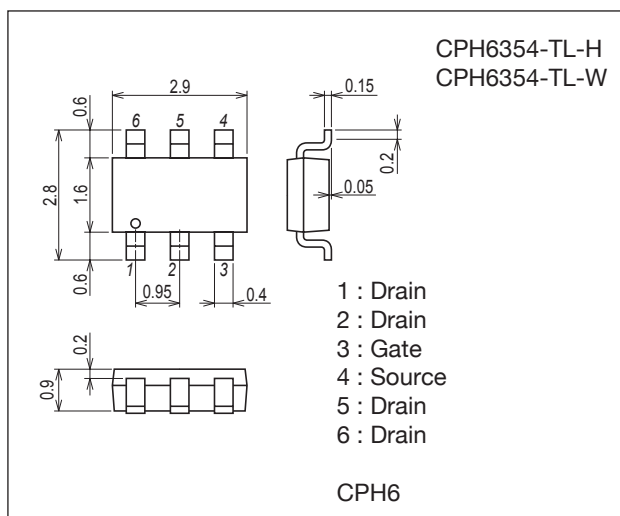 CPH6354-TL-H
CPH6354-TL-W
2.9
0.15
0.6
6 5 4
0.2
2.8
1.6
0.05
0.6
1 2 3
0.95
0.4
1 : Drain
2 : Drain
3 : Gate
4 : Source
5 : Drain
6 : Drain
0.2
0.9
CPH6